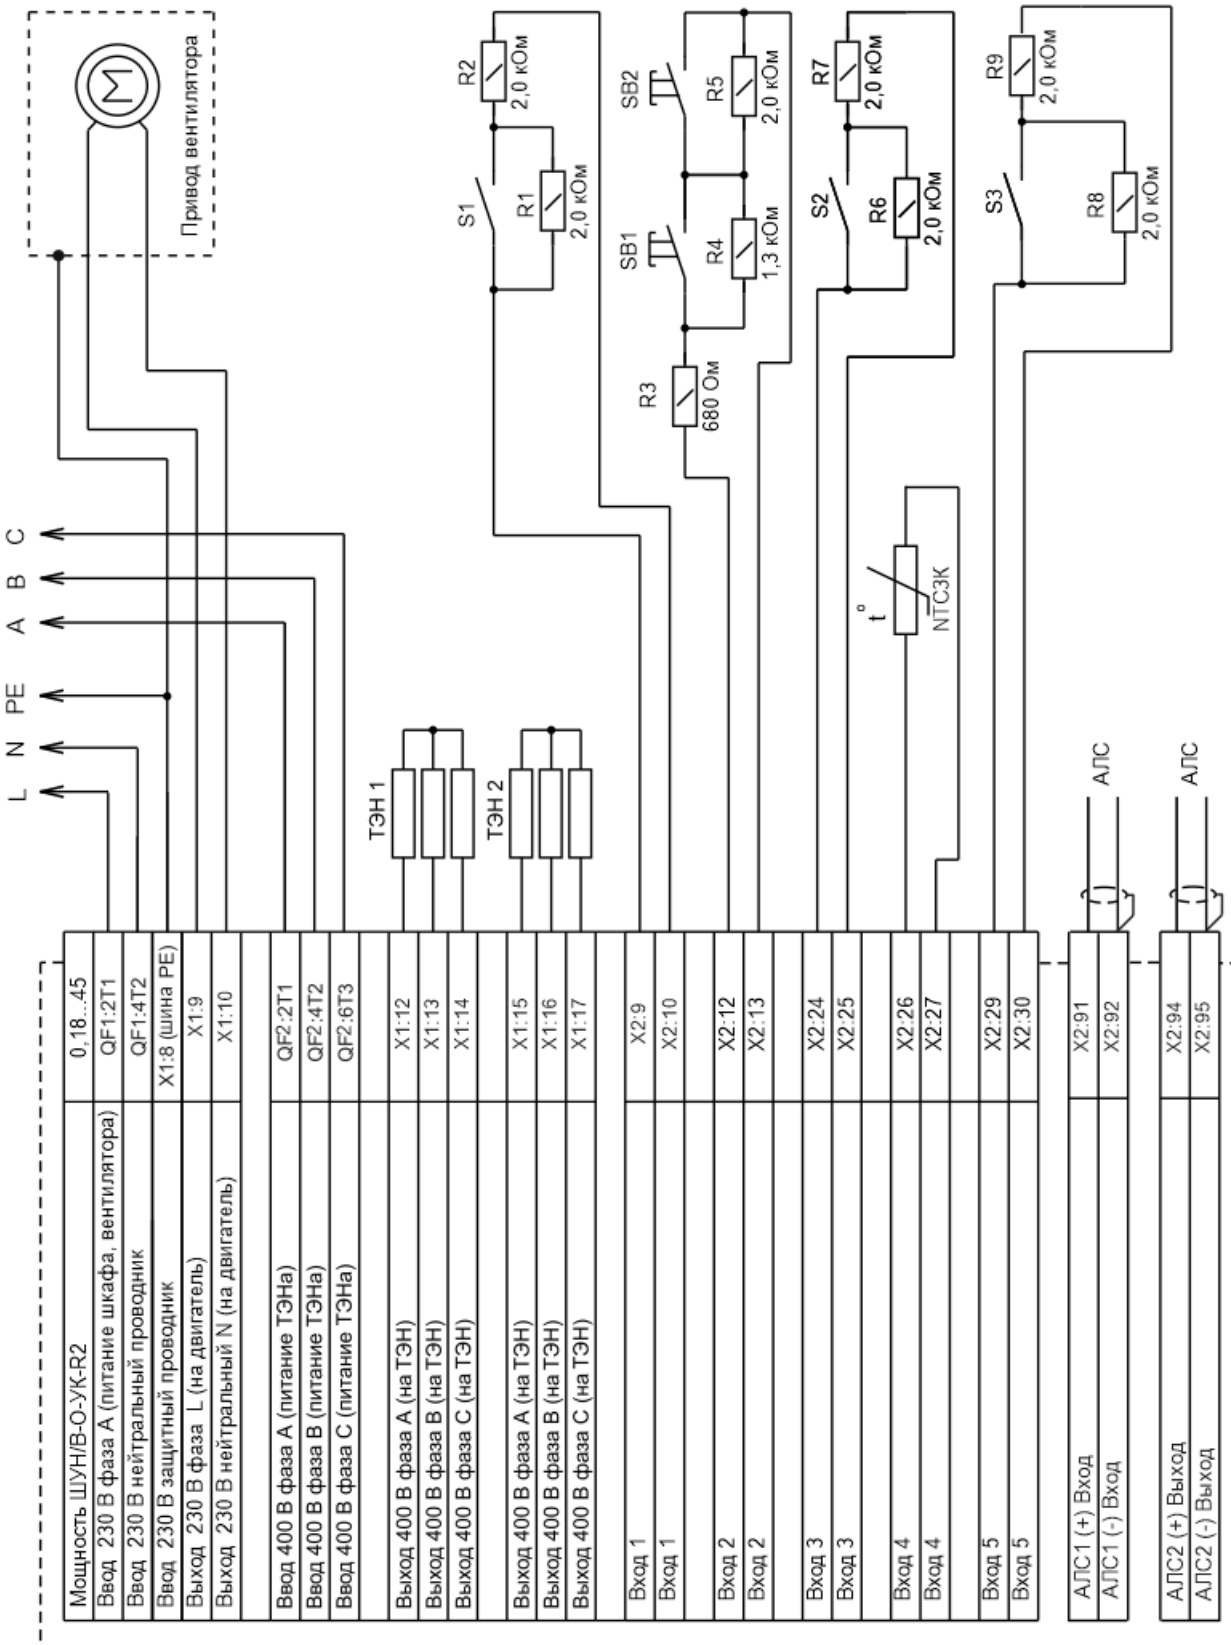 Мощность ШУН/В-О-УК-R2 0,18...45
Ввод 230 В фаза А (питание шкафа, вентилятора) QF1:2T1
Ввод 230 В нейтральный проводник QF1:4T2
Ввод 230 В защитный проводник X1:8 (шина PE)
Выход 230 В фаза L (на двигатель) X1:9
Выход 230 В нейтральный N (на двигатель) X1:10
Ввод 400 В фаза А (питание ТЭНа) QF2:2T1
Ввод 400 В фаза В (питание ТЭНа) QF2:4T2
Ввод 400 В фаза С (питание ТЭНа) QF2:6T3
Выход 400 В фаза А (на ТЭН) X1:12
Выход 400 В фаза В (на ТЭН) X1:13
Выход 400 В фаза С (на ТЭН) X1:14
Выход 400 В фаза А (на ТЭН) X1:15
Выход 400 В фаза В (на ТЭН) X1:16
Выход 400 В фаза С (на ТЭН) X1:17
Вход 1 X2:9
Вход 1 X2:10
Вход 2 X2:12
Вход 2 X2:13
Вход 3 X2:24
Вход 3 X2:25
Вход 4 X2:26
Вход 4 X2:27
Вход 5 X2:29
Вход 5 X2:30
АЛС1 (+) Вход X2:91
АЛС1 (-) Вход X2:92
АЛС2 (+) Выход X2:94
АЛС2 (-) Выход X2:95
L
N
PE
A
B
C
M
Привод вентилятора
ТЭН 1
ТЭН 2
S1
R1
2,0 кОм
R2
2,0 кОм
R3
680 Ом
SB1
R4
1,3 кОм
SB2
R5
2,0 кОм
S2
R6
2,0 кОм
R7
2,0 кОм
t°
NTC3K
S3
R8
2,0 кОм
R9
2,0 кОм
АЛС
АЛС